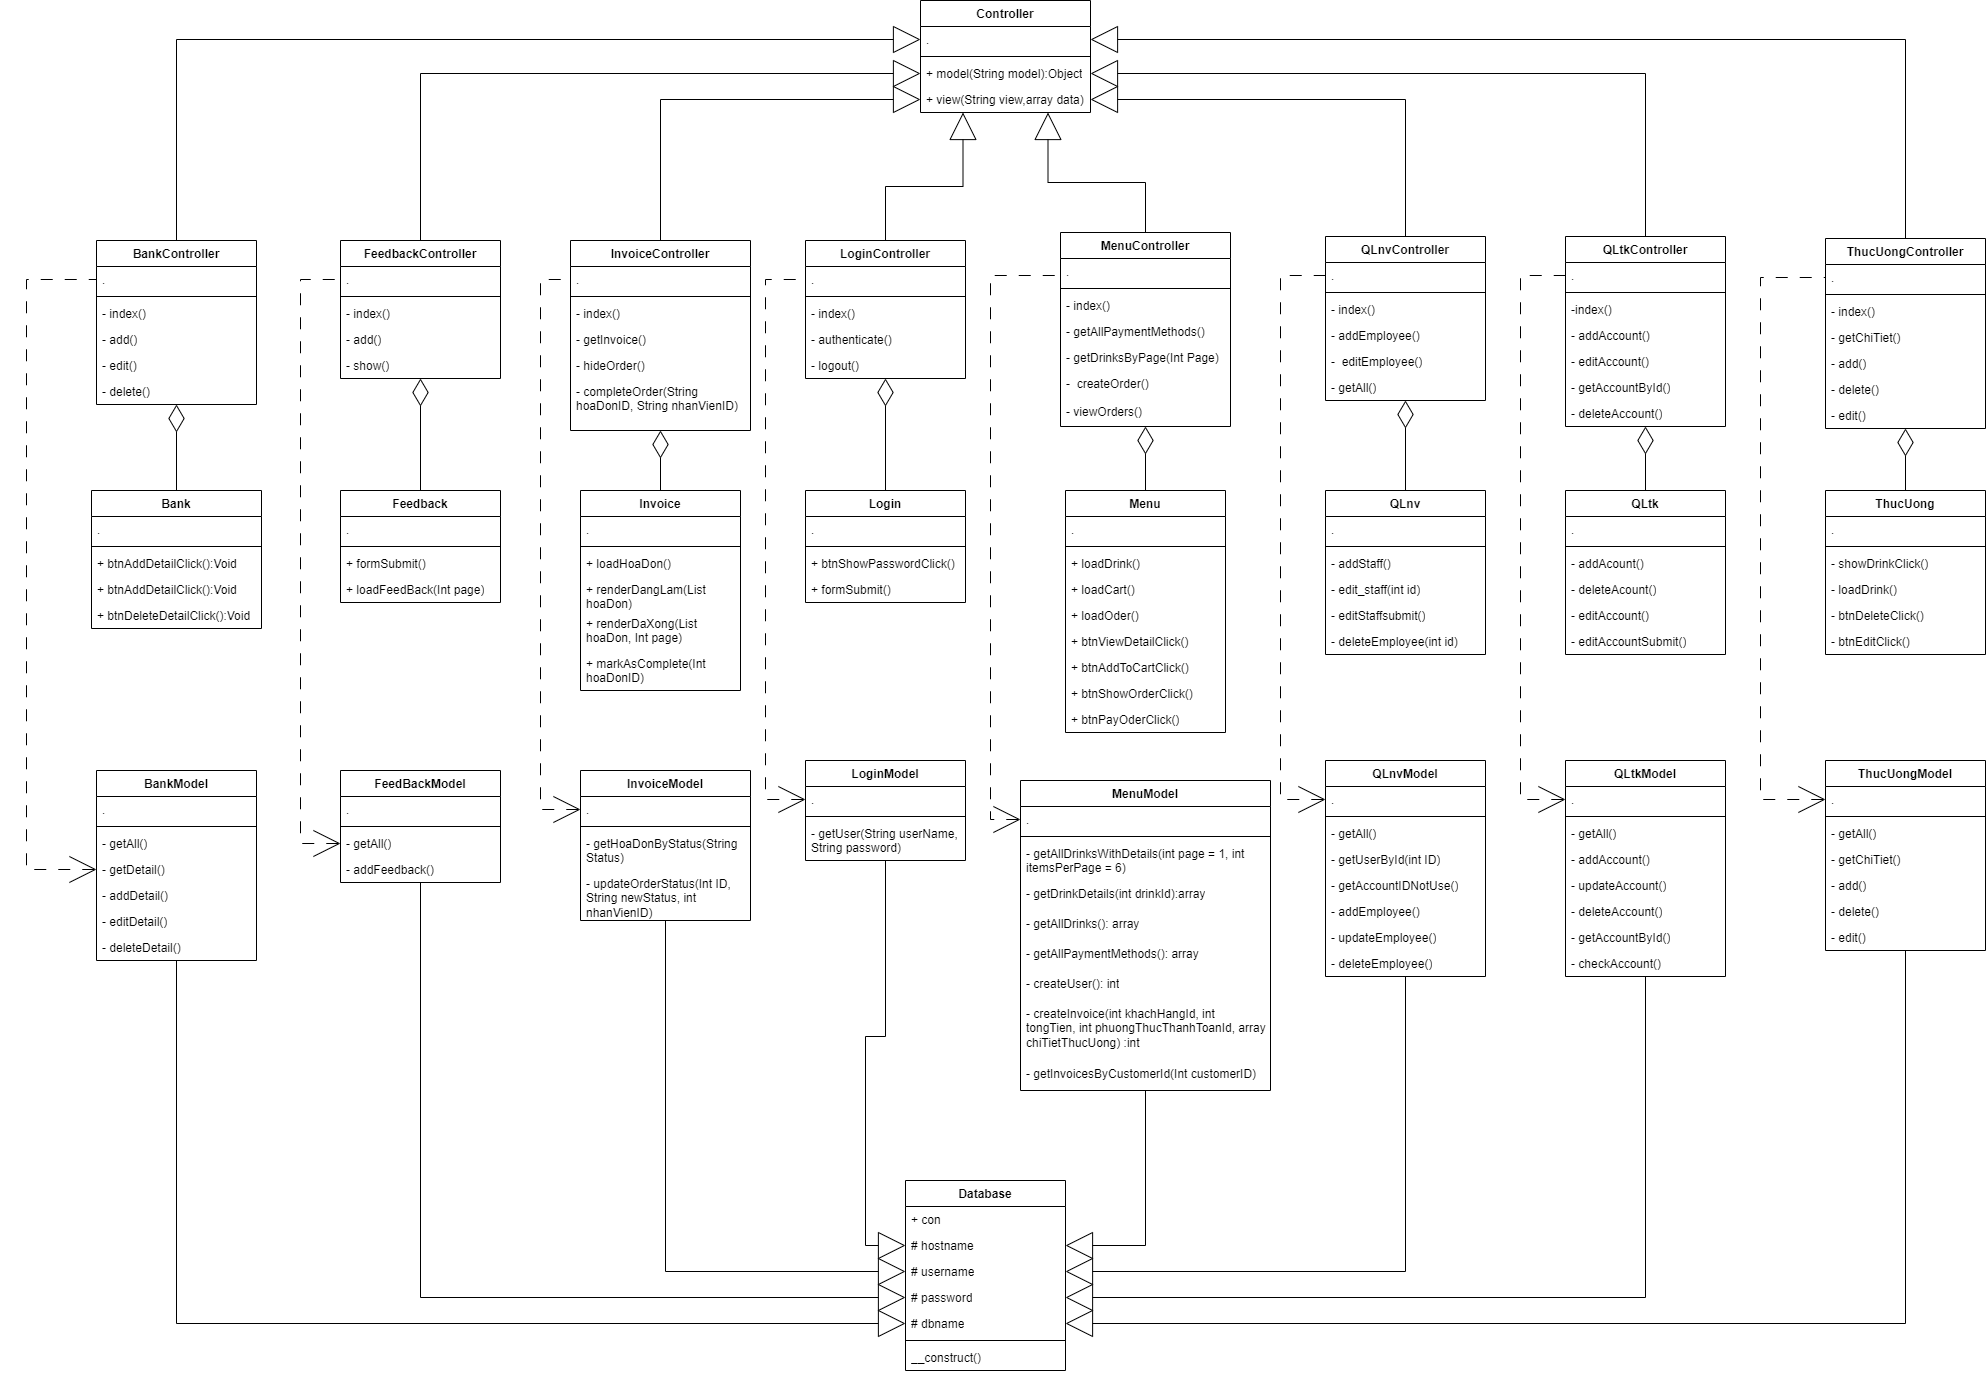 Controller
.
+ model(String model):Object
+ view(String view,array data)
BankController
.
- index()
- add()
- edit()
- delete()
FeedbackController
.
- index()
- add()
- show()
InvoiceController
.
- index()
- getInvoice()
- hideOrder()
- completeOrder(String
hoaDonID, String nhanVienID)
LoginController
.
- index()
- authenticate()
- logout()
MenuController
.
- index()
- getAllPaymentMethods()
- getDrinksByPage(Int Page)
- createOrder()
- viewOrders()
QLnvController
.
- index()
- addEmployee()
- editEmployee()
- getAll()
QLtkController
.
-index()
- addAccount()
- editAccount()
- getAccountById()
- deleteAccount()
ThucUongController
.
- index()
- getChiTiet()
- add()
- delete()
- edit()
Bank
.
+ btnAddDetailClick():Void
+ btnAddDetailClick():Void
+ btnDeleteDetailClick():Void
Feedback
.
+ formSubmit()
+ loadFeedBack(Int page)
Invoice
.
+ loadHoaDon()
+ renderDangLam(List
hoaDon)
+ renderDaXong(List
hoaDon, Int page)
+ markAsComplete(Int
hoaDonID)
Login
.
+ btnShowPasswordClick()
+ formSubmit()
Menu
.
+ loadDrink()
+ loadCart()
+ loadOder()
+ btnViewDetailClick()
+ btnAddToCartClick()
+ btnShowOrderClick()
+ btnPayOderClick()
QLnv
.
- addStaff()
- edit_staff(int id)
- editStaffsubmit()
- deleteEmployee(int id)
QLtk
.
- addAcount()
- deleteAcount()
- editAccount()
- editAccountSubmit()
ThucUong
.
- showDrinkClick()
- loadDrink()
- btnDeleteClick()
- btnEditClick()
BankModel
.
- getAll()
- getDetail()
- addDetail()
- editDetail()
- deleteDetail()
FeedBackModel
.
- getAll()
- addFeedback()
InvoiceModel
.
- getHoaDonByStatus(String
Status)
- updateOrderStatus(Int ID,
String newStatus, int
nhanVienID)
LoginModel
.
- getUser(String userName,
String password)
MenuModel
.
- getAllDrinksWithDetails(int page = 1, int
itemsPerPage = 6)
- getDrinkDetails(int drinkId):array
- getAllDrinks(): array
- getAllPaymentMethods(): array
- createUser(): int
- createInvoice(int khachHangId, int
tongTien, int phuongThucThanhToanId, array
chiTietThucUong) :int
- getInvoicesByCustomerId(Int customerID)
QLnvModel
.
- getAll()
- getUserById(int ID)
- getAccountIDNotUse()
- addEmployee()
- updateEmployee()
- deleteEmployee()
QLtkModel
.
- getAll()
- addAccount()
- updateAccount()
- deleteAccount()
- getAccountById()
- checkAccount()
ThucUongModel
.
- getAll()
- getChiTiet()
- add()
- delete()
- edit()
Database
+ con
# hostname
# username
# password
# dbname
__construct()